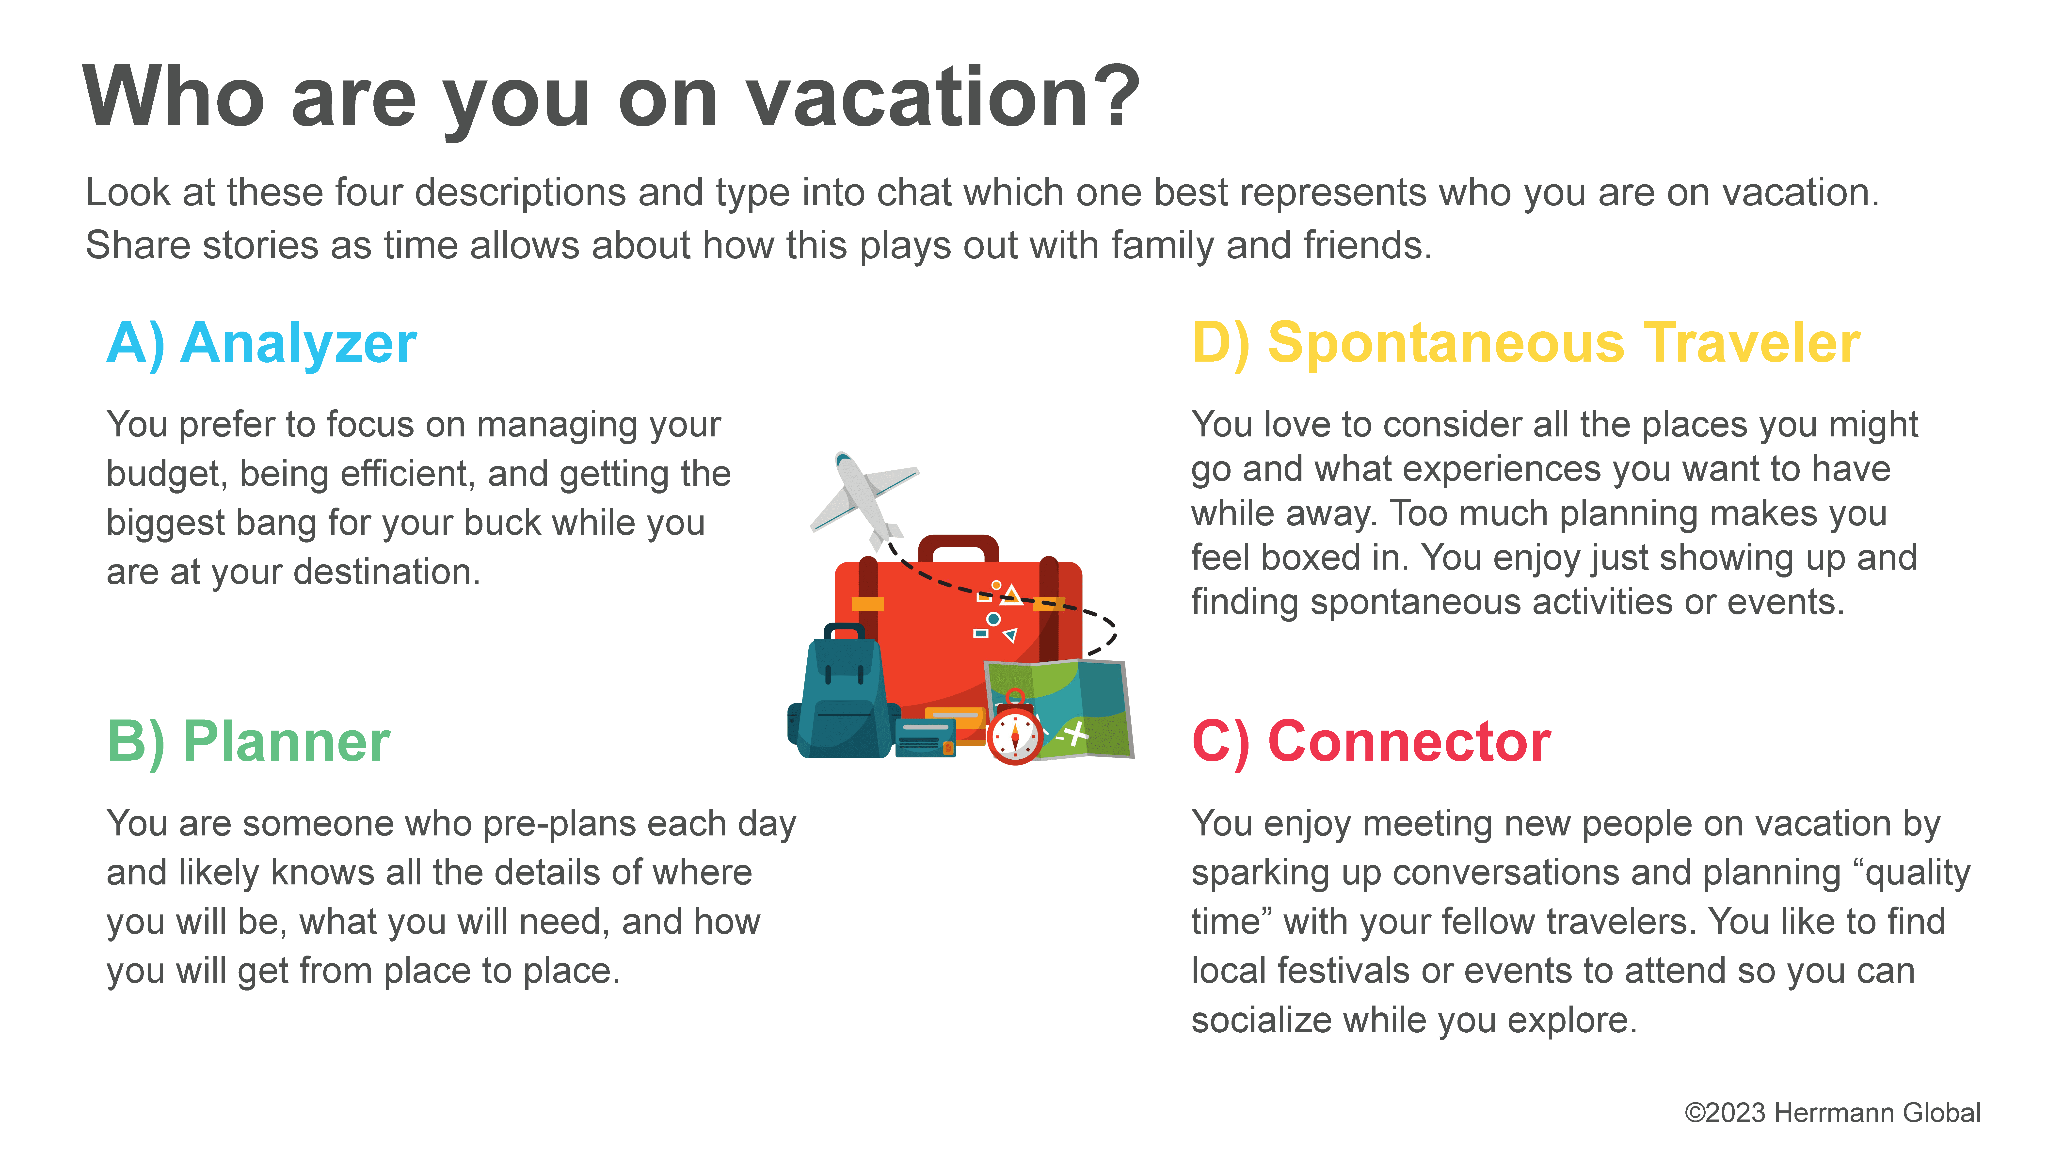 Who are you on vacation?
Look at these four descriptions and type into chat which one best represents who you are on vacation.
Share stories as time allows about how this plays out with family and friends.
A) Analyzer
You prefer to focus on managing your
budget, being efficient, and getting the
biggest bang for your buck while you
are at your destination.
D) Spontaneous Traveler
You love to consider all the places you might
go and what experiences you want to have
while away. Too much planning makes you
feel boxed in. You enjoy just showing up and
finding spontaneous activities or events.
B) Planner
You are someone who pre-plans each day
and likely knows all the details of where
you will be, what you will need, and how
you will get from place to place.
C) Connector
You enjoy meeting new people on vacation by
sparking up conversations and planning “quality
time” with your fellow travelers. You like to find
local festivals or events to attend so you can
socialize while you explore.
©2023 Herrmann Global